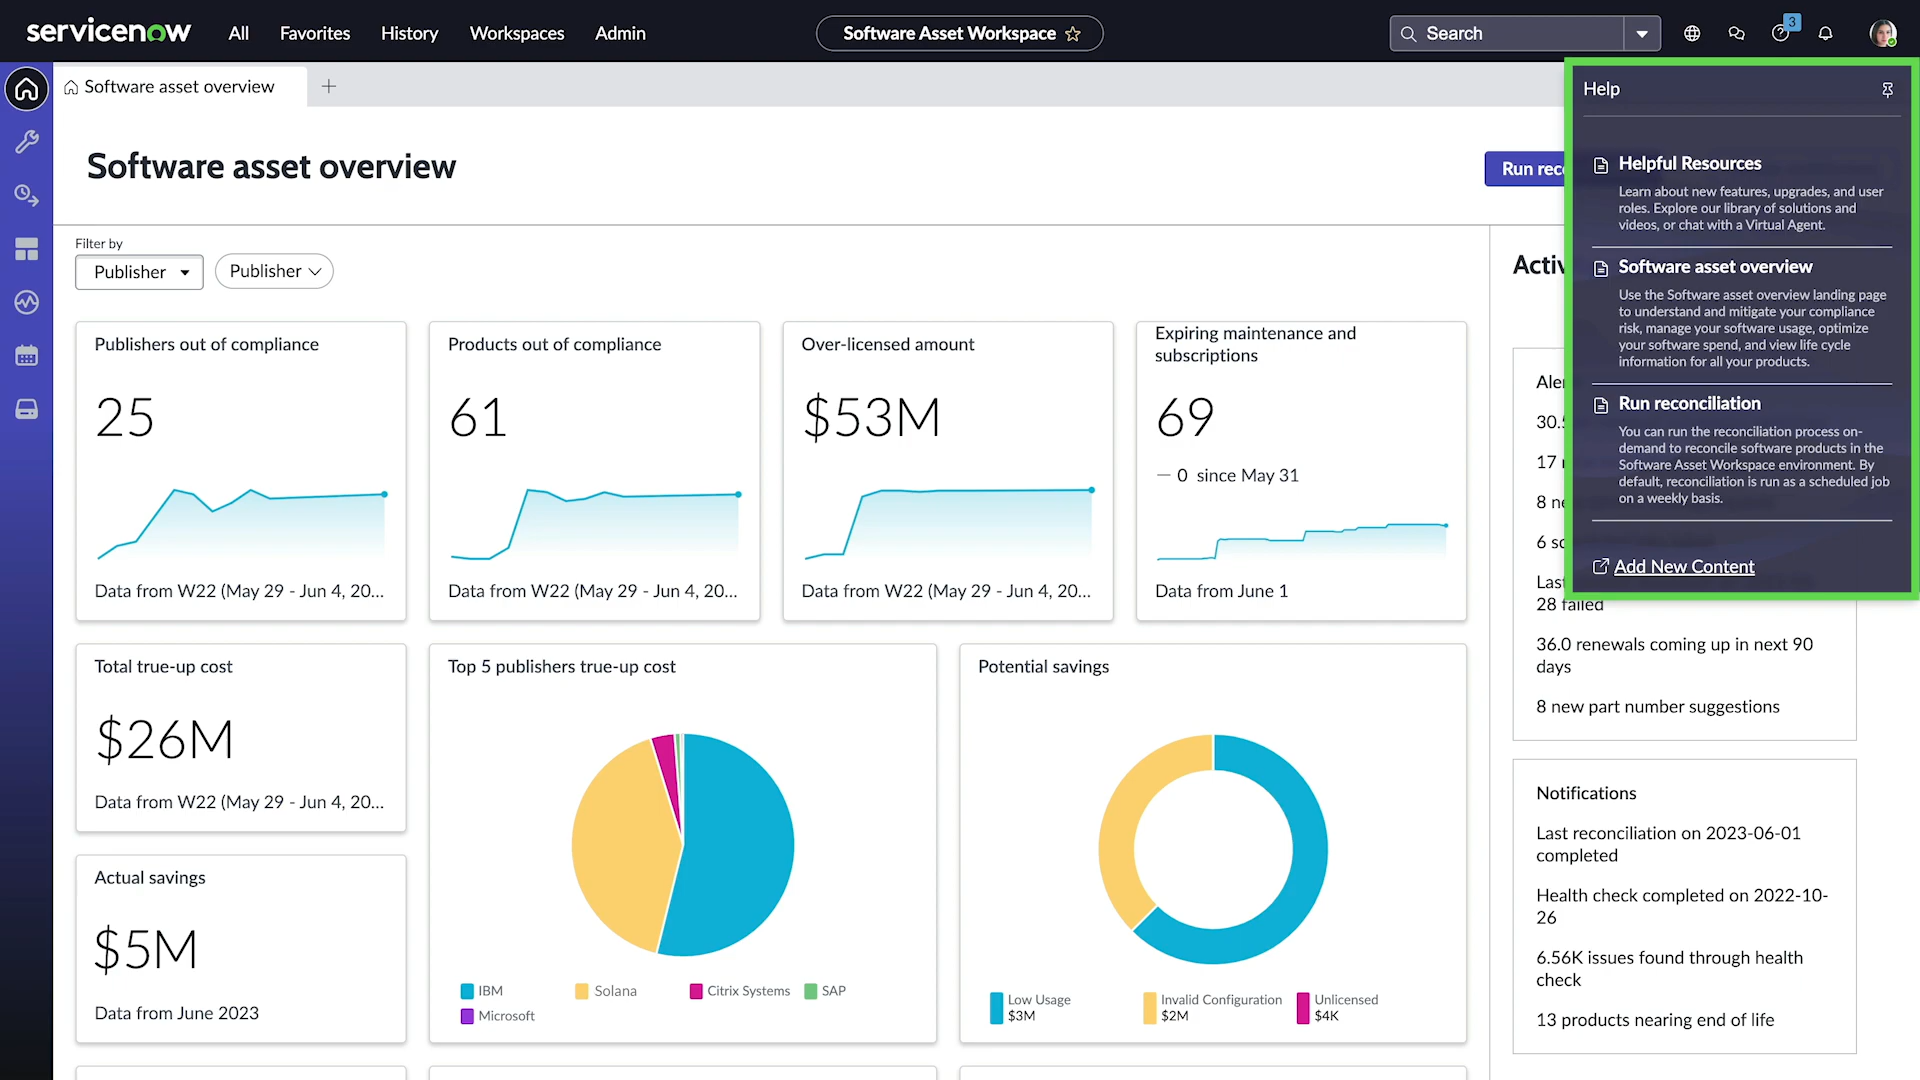 servicenow
All
Favorites
History
Workspaces
Admin
Software Asset Workspace
Search
3
Software asset overview
Software asset overview
Run rec
Filter by
Publisher
Publisher
Publishers out of compliance
25
Data from W22 (May 29 - Jun 4, 20...
Products out of compliance
61
Data from W22 (May 29 - Jun 4, 20...
Over-licensed amount
$53M
Data from W22 (May 29 - Jun 4, 20...
Expiring maintenance and
subscriptions
69
— 0 since May 31
Data from June 1
Total true-up cost
$26M
Data from W22 (May 29 - Jun 4, 20...
Actual savings
$5M
Data from June 2023
Top 5 publishers true-up cost
IBM
Solana
Citrix Systems
SAP
Microsoft
Potential savings
Low Usage
$3M
Invalid Configuration
$2M
Unlicensed
$4K
Help
Helpful Resources
Learn about new features, upgrades, and user
roles. Explore our library of solutions and
videos, or chat with a Virtual Agent.
Software asset overview
Use the Software asset overview landing page
to understand and mitigate your compliance
risk, manage your software usage, optimize
your software spend, and view life cycle
information for all your products.
Run reconciliation
You can run the reconciliation process on-
demand to reconcile software products in the
Software Asset Workspace environment. By
default, reconciliation is run as a scheduled job
on a weekly basis.
Add New Content
Activ
Aler
30.
17
8 ne
6 s
Last
28 failed
36.0 renewals coming up in next 90
days
8 new part number suggestions
Notifications
Last reconciliation on 2023-06-01
completed
Health check completed on 2022-10-
26
6.56K issues found through health
check
13 products nearing end of life